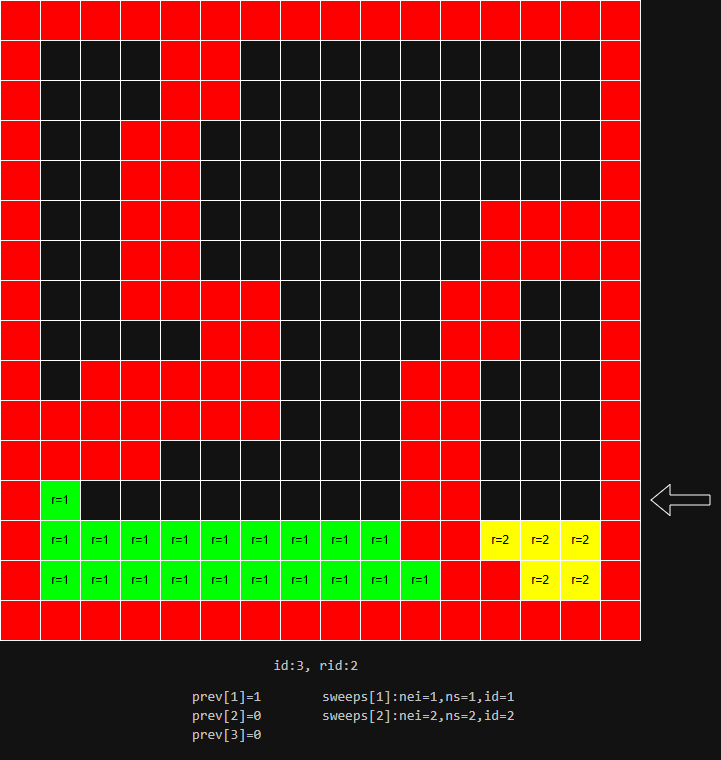 r=1
r=1 r=1 r=1 r=1 r=1 r=1 r=1 r=1 r=1 r=2 r=2 r=2
r=1 r=1 r=1 r=1 r=1 r=1 r=1 r=1 r=1 r=1 r=2 r=2
id:3, rid:2
prev[1]=1 sweeps[1]:nei=1,ns=1,id=1
prev[2]=0 sweeps[2]:nei=2,ns=2,id=2
prev[3]=0